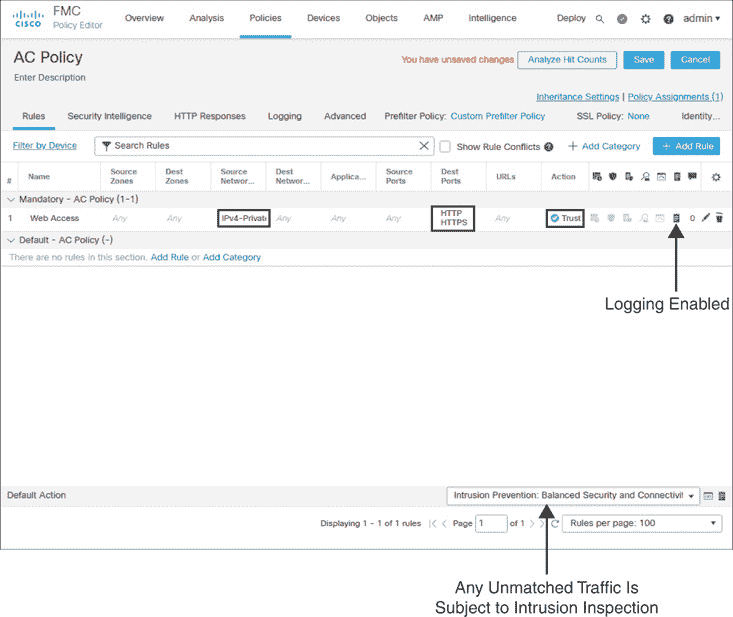 FMC
CISCO
Policy Editor
Overview Analysis Policies Devices Objects AMP Intelligence Deploy admin
AC Policy
You have unsaved changes Analyze Hit Counts Save Cancel
Enter Description
Inheritance Settings | Policy Assignments (1)
Rules Security Intelligence HTTP Responses Logging Advanced Prefilter Policy: Custom Prefilter Policy SSL Policy: None Identity...
Filter by Device Search Rules Show Rule Conflicts + Add Category + Add Rule
# Name Source Zones Dest Zones Source Networ... Dest Networ... Applica... Source Ports Dest Ports URLs Action
Mandatory - AC Policy (1-1)
1 Web Access Any Any IPv4-Private Any Any Any HTTP HTTPS Any Trust 0
Default - AC Policy (-)
There are no rules in this section. Add Rule or Add Category
Logging Enabled
Default Action Intrusion Prevention: Balanced Security and Connectivit
Displaying 1 - 1 of 1 rules Page 1 of 1 Rules per page: 100
Any Unmatched Traffic Is
Subject to Intrusion Inspection